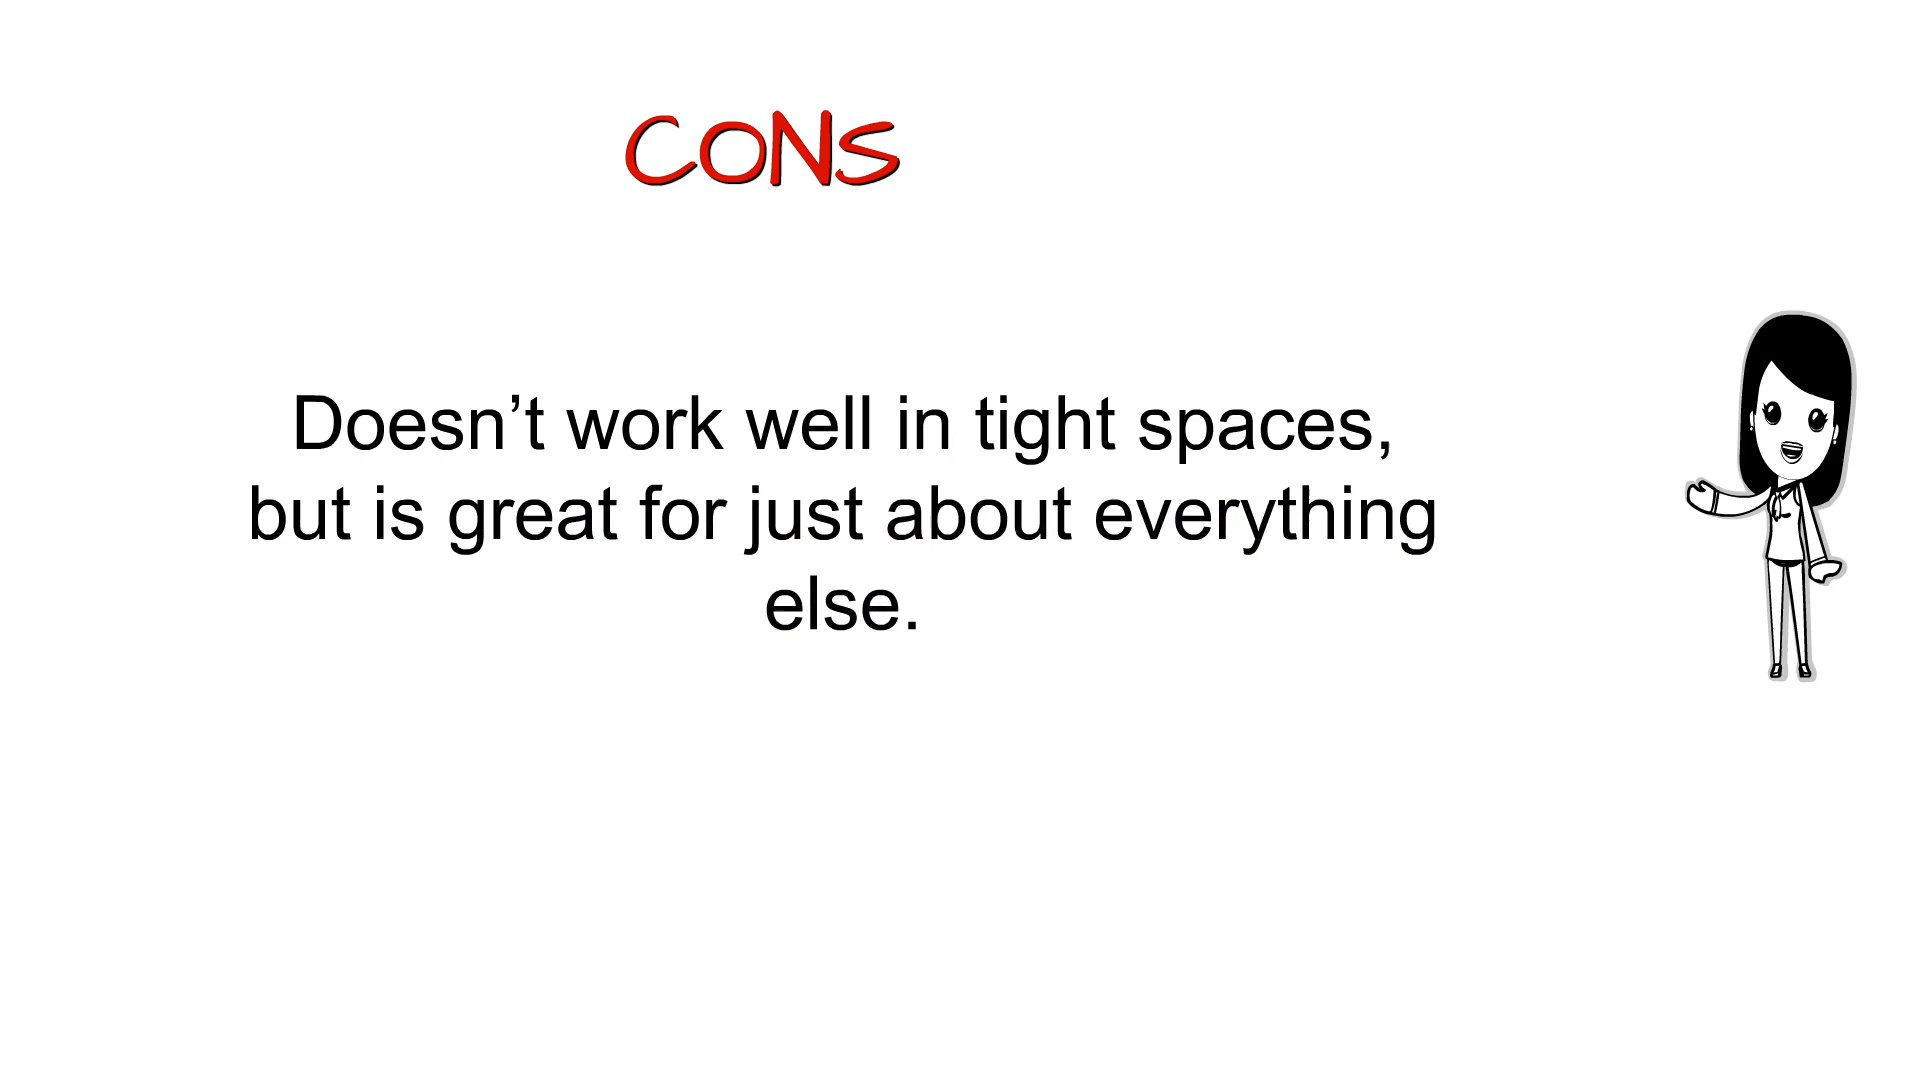 CONS
Doesn’t work well in tight spaces,
but is great for just about everything
else.